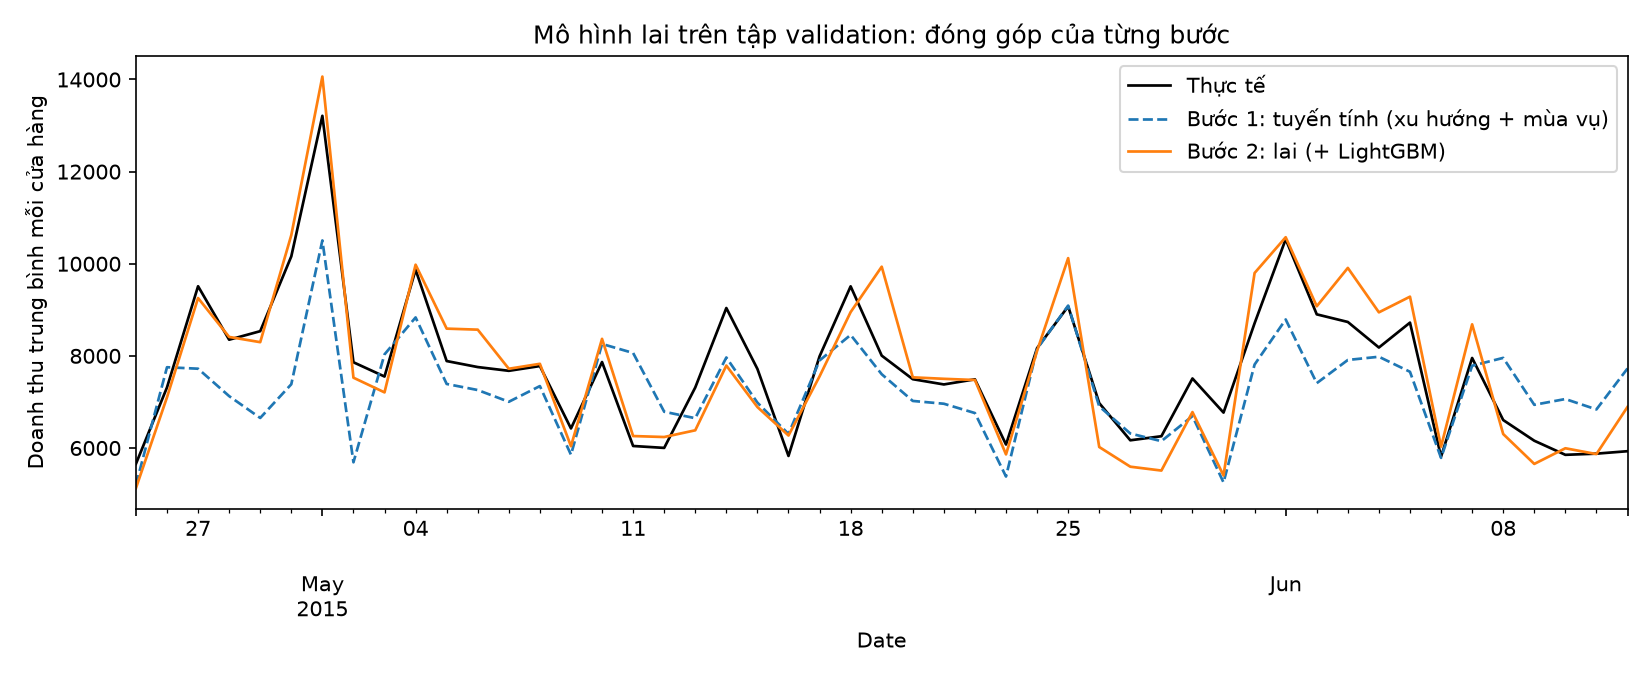 Mô hình lai trên tập validation: đóng góp của từng bước
Doanh thu trung bình mỗi cửa hàng
14000
12000
10000
8000
6000
Thực tế
Bước 1: tuyến tính (xu hướng + mùa vụ)
Bước 2: lai (+ LightGBM)
27
04
11
18
25
08
May
2015
Jun
Date